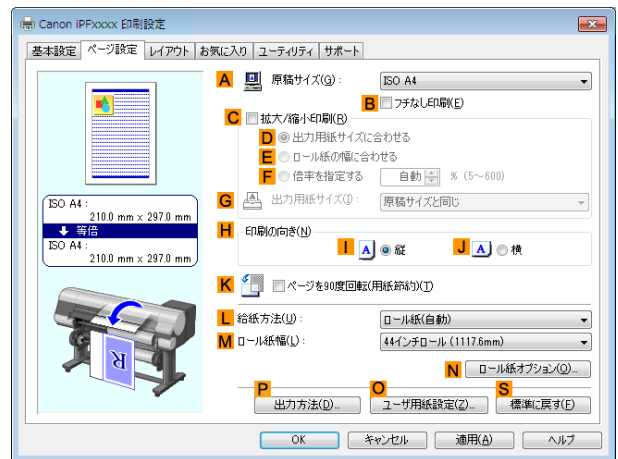 Canon iPFxxxx 印刷設定
基本設定 ページ設定 レイアウト お気に入り ユーティリティ サポート
A 原稿サイズ(G): ISO A4
B フチなし印刷(E)
C 拡大/縮小印刷(R)
D 出力用紙サイズに合わせる
E ロール紙の幅に合わせる
F 倍率を指定する 自動 % (5～600)
G 出力用紙サイズ(I): 原稿サイズと同じ
ISO A4 :
210.0 mm x 297.0 mm
等倍
ISO A4 :
210.0 mm x 297.0 mm
H 印刷の向き(N)
I A 縦 J A 横
K ページを90度回転(用紙節約)(T)
L 給紙方法(U): ロール紙(自動)
M ロール紙幅(L): 44インチロール (1117.6mm)
R
N ロール紙オプション(O)...
P O S
出力方法(D)... ユーザ用紙設定(Z)... 標準に戻す(F)
OK キャンセル 適用(A) ヘルプ